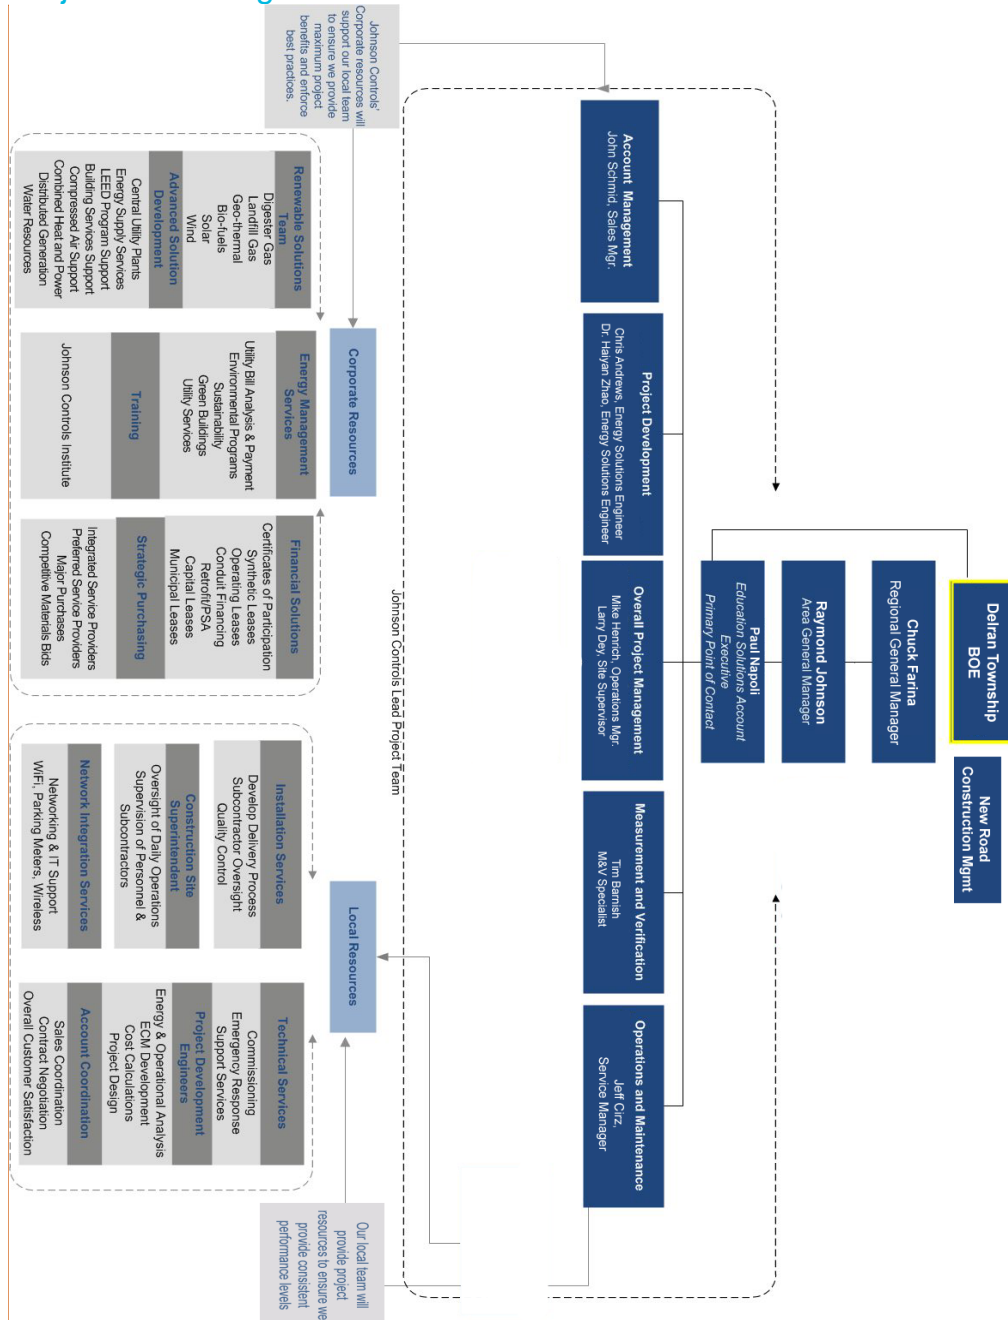 Delran Township
BOE
New Road
Construction Mgmt
Chuck Farina
Regional General Manager
Raymond Johnson
Area General Manager
Paul Napoli
Education Solutions Account
Executive
Primary Point of Contact
Account Management
John Schmid, Sales Mgr.
Project Development
Chris Andrews, Energy Solutions Engineer
Dr. Haiyan Zhao, Energy Solutions Engineer
Overall Project Management
Mike Henrich, Operations Mgr.
Larry Dey, Site Supervisor
Measurement and Verification
Tim Barnish
M&V Specialist
Operations and Maintenance
Jeff Cirz,
Service Manager
Johnson Controls Lead Project Team
Johnson Controls'
Corporate resources will
support our local team
to ensure we provide
maximum project
benefits and enforce
best practices.
Corporate Resources
Local Resources
Our local team will
provide project
resources to ensure we
provide consistent
performance levels
Renewable Solutions
Team
Digester Gas
Landfill Gas
Geo-thermal
Bio-fuels
Solar
Wind
Advanced Solution
Development
Central Utility Plants
Energy Supply Services
LEED Program Support
Building Services Support
Compressed Air Support
Combined Heat and Power
Distributed Generation
Water Resources
Energy Management
Services
Utility Bill Analysis & Payment
Environmental Programs
Sustainability
Green Buildings
Utility Services
Training
Johnson Controls Institute
Financial Solutions
Certificates of Participation
Synthetic Leases
Operating Leases
Conduit Financing
Retrofit/PSA
Capital Leases
Municipal Leases
Strategic Purchasing
Integrated Service Providers
Preferred Service Providers
Major Purchases
Competitive Materials Bids
Installation Services
Develop Delivery Process
Subcontractor Oversight
Quality Control
Construction Site
Superintendent
Oversight of Daily Operations
Supervision of Personnel &
Subcontractors
Network Integration Services
Networking & IT Support
WiFi, Parking Meters, Wireless
Technical Services
Commissioning
Emergency Response
Support Services
Project Development
Engineers
Energy & Operational Analysis
ECM Development
Cost Calculations
Project Design
Account Coordination
Sales Coordination
Contract Negotiation
Overall Customer Satisfaction